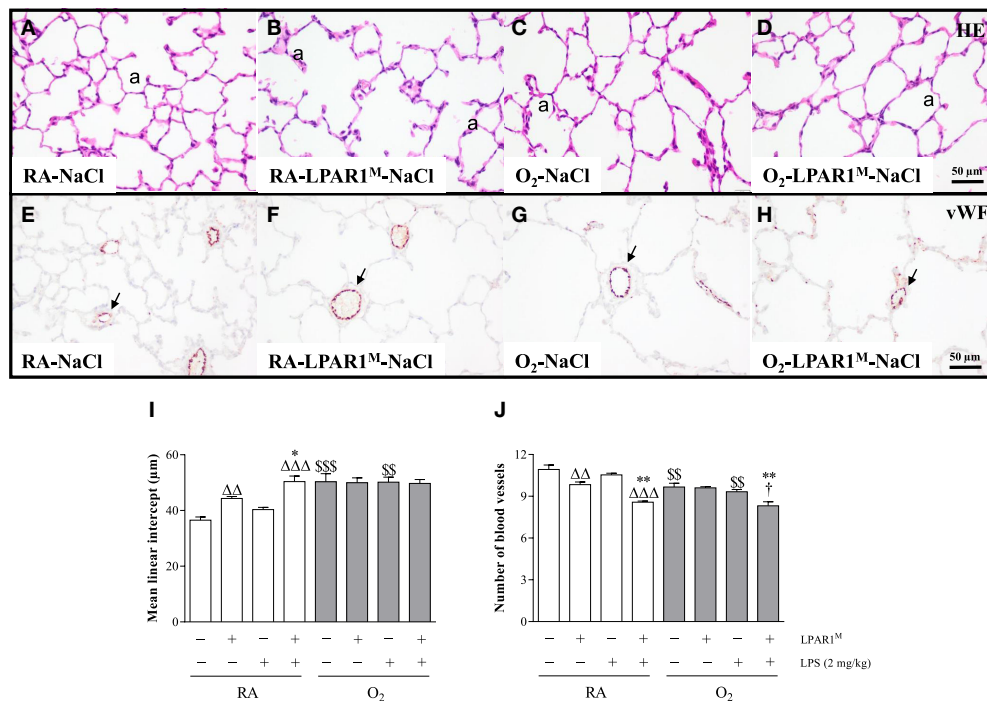 A B C D HE
a a a a a
RA-NaCl RA-LPAR1ᴹ-NaCl O₂-NaCl O₂-LPAR1ᴹ-NaCl 50 µm
E F G H vWF
RA-NaCl RA-LPAR1ᴹ-NaCl O₂-NaCl O₂-LPAR1ᴹ-NaCl 50 µm
I
Mean linear intercept (µm)
60
40
20
0
ΔΔ
*
ΔΔΔ
$$$ $$
− + − + − + − +
− − + + − − + +
RA O₂
J
Number of blood vessels
12
9
6
3
0
ΔΔ
**
ΔΔΔ
$$ $$
**
†
− + − + − + − + LPAR1ᴹ
− − + + − − + + LPS (2 mg/kg)
RA O₂